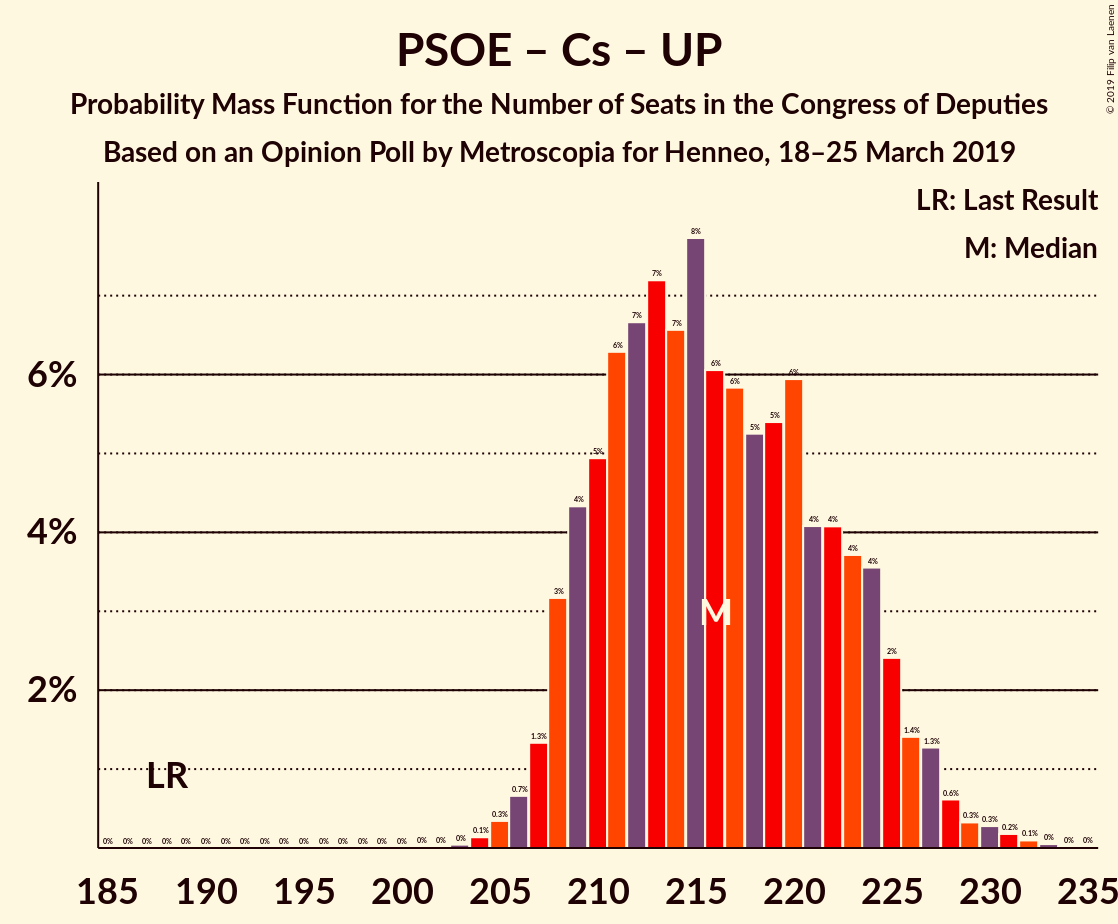 PSOE – Cs – UP
Probability Mass Function for the Number of Seats in the Congress of Deputies
Based on an Opinion Poll by Metroscopia for Henneo, 18–25 March 2019
© 2019 Filip van Laenen
LR: Last Result
M: Median
6%
4%
2%
0% 0% 0% 0% 0% 0% 0% 0% 0% 0% 0% 0% 0% 0% 0% 0% 0% 0% 0% 0.1% 0.3% 0.7% 1.3% 3% 4% 5% 6% 7% 7% 7% 8% 6% 6% 5% 5% 6% 4% 4% 4% 4% 2% 1.4% 1.3% 0.6% 0.3% 0.3% 0.2% 0.1% 0% 0% 0%
M
LR
185 190 195 200 205 210 215 220 225 230 235